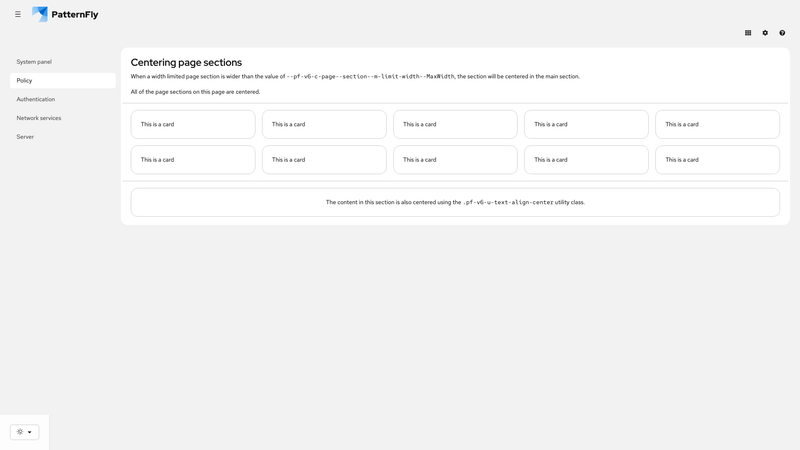 PatternFly
System panel
Policy
Authentication
Network services
Server
Centering page sections
When a width limited page section is wider than the value of --pf-v6-c-page--section--m-limit-width--MaxWidth, the section will be centered in the main section.
All of the page sections on this page are centered.
This is a card
This is a card
This is a card
This is a card
This is a card
This is a card
This is a card
This is a card
This is a card
This is a card
The content in this section is also centered using the .pf-v6-u-text-align-center utility class.